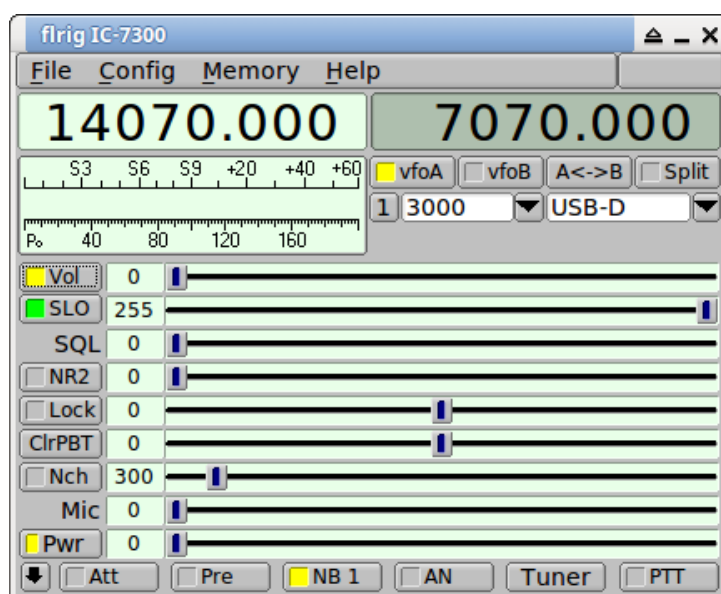 flrig IC-7300
File Config Memory Help
14070.000 7070.000
S3 S6 S9 +20 +40 +60
vfoA vfoB A<->B Split
1 3000 USB-D
Po 40 80 120 160
Vol 0
SLO 255
SQL 0
NR2 0
Lock 0
ClrPBT 0
Nch 300
Mic 0
Pwr 0
Att Pre NB 1 AN Tuner PTT